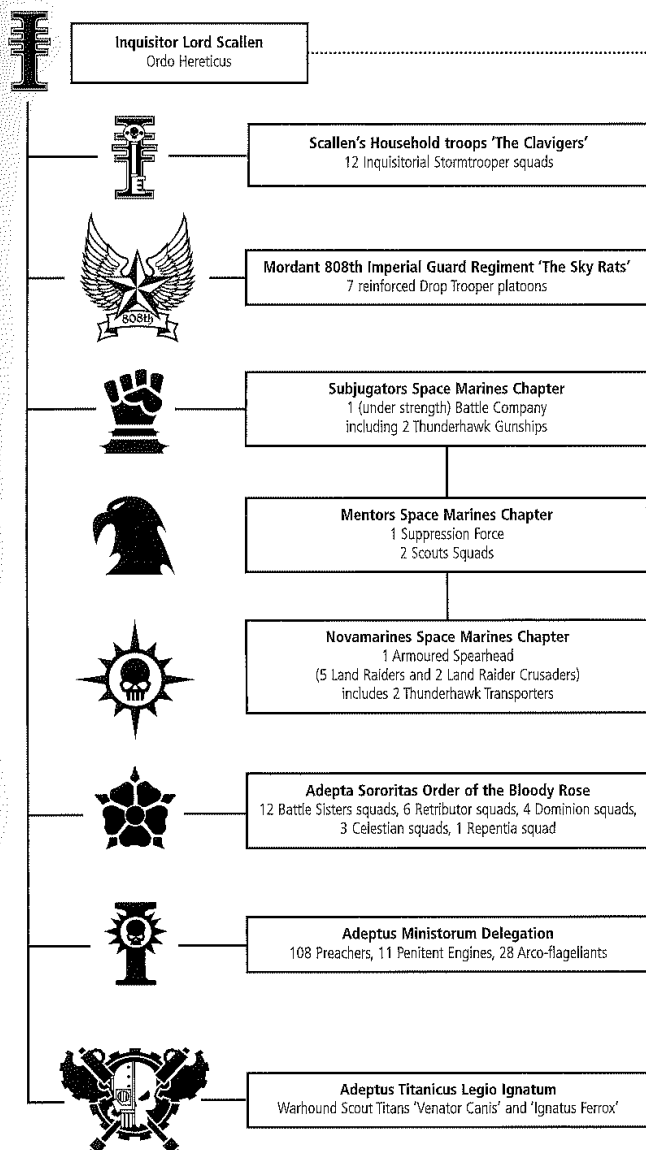 Inquisitor Lord Scallen
Ordo Hereticus
Scallen's Household troops 'The Clavigers'
12 Inquisitorial Stormtrooper squads
808th
Mordant 808th Imperial Guard Regiment 'The Sky Rats'
7 reinforced Drop Trooper platoons
Subjugators Space Marines Chapter
1 (under strength) Battle Company
including 2 Thunderhawk Gunships
Mentors Space Marines Chapter
1 Suppression Force
2 Scouts Squads
Novamarines Space Marines Chapter
1 Armoured Spearhead
(5 Land Raiders and 2 Land Raider Crusaders)
includes 2 Thunderhawk Transporters
Adepta Sororitas Order of the Bloody Rose
12 Battle Sisters squads, 6 Retributor squads, 4 Dominion squads,
3 Celestian squads, 1 Repentia squad
Adeptus Ministorum Delegation
108 Preachers, 11 Penitent Engines, 28 Arco-flagellants
Adeptus Titanicus Legio Ignatum
Warhound Scout Titans 'Venator Canis' and 'Ignatus Ferrox'